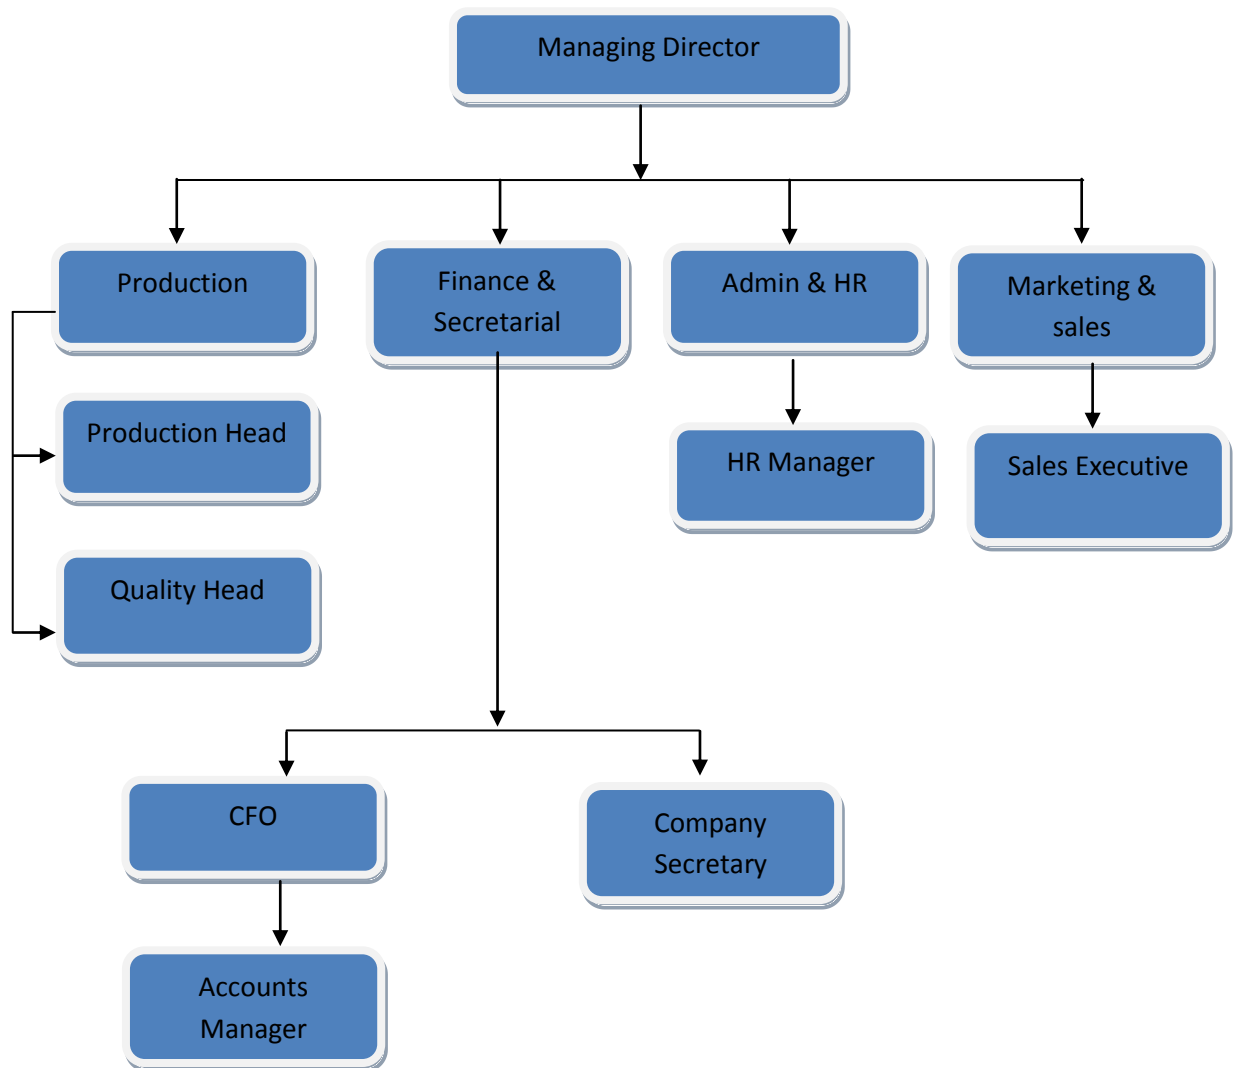 Managing Director
Production
Finance &
Secretarial
Admin & HR
Marketing &
sales
Production Head
HR Manager
Sales Executive
Quality Head
CFO
Company
Secretary
Accounts
Manager